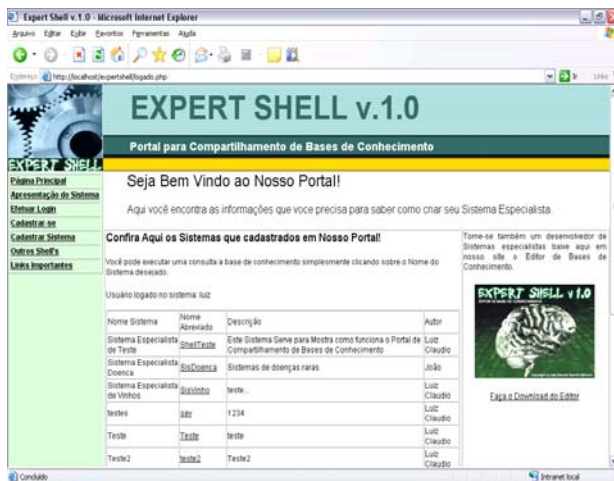 Expert Shell v.1.0 - Microsoft Internet Explorer
Arquivo Editar Exibir Favoritos Ferramentas Ajuda
Endereço http://localhost/expertshell/logado.php
Ir Links
EXPERT SHELL v.1.0
Portal para Compartilhamento de Bases de Conhecimento
EXPERT SHELL
Página Principal
Apresentação do Sistema
Efetuar Login
Cadastrar-se
Cadastrar Sistema
Outros Shell's
Links Importantes
Seja Bem Vindo ao Nosso Portal!
Aqui você encontra as informações que voce precisa para saber como criar seu Sistema Especialista.
Confira Aqui os Sistemas que cadastrados em Nosso Portal!
Você pode executar uma consulta a base de conhecimento simplesmente clicando sobre o Nome do
Sistema desejado.
Usuário logado no sistema: luiz
Nome Sistema Nome Abreviado Descrição Autor
Sistema Especialista de Teste ShellTeste Este Sistema Serve para Mostra como funciona o Portal de Compartilhamento de Bases de Conhecimento Luiz Claudio
Sistema Especialista Doenca SisDoenca Sistemas de doenças raras João
Sistema Especialista de Vinhos SisVinho teste... Luiz Claudio
testes 1234 Luiz Claudio
Teste Teste teste Luiz Claudio
Teste2 teste2 Teste2 Luiz Claudio
Torne-se também um desenvolvedor de
Sistemas especialistas baixe aqui em
nosso site o Editor de Bases de
Conhecimento.
EXPERT SHELL v 1.0
Faça o Download do Editor
Concluído
Intranet local